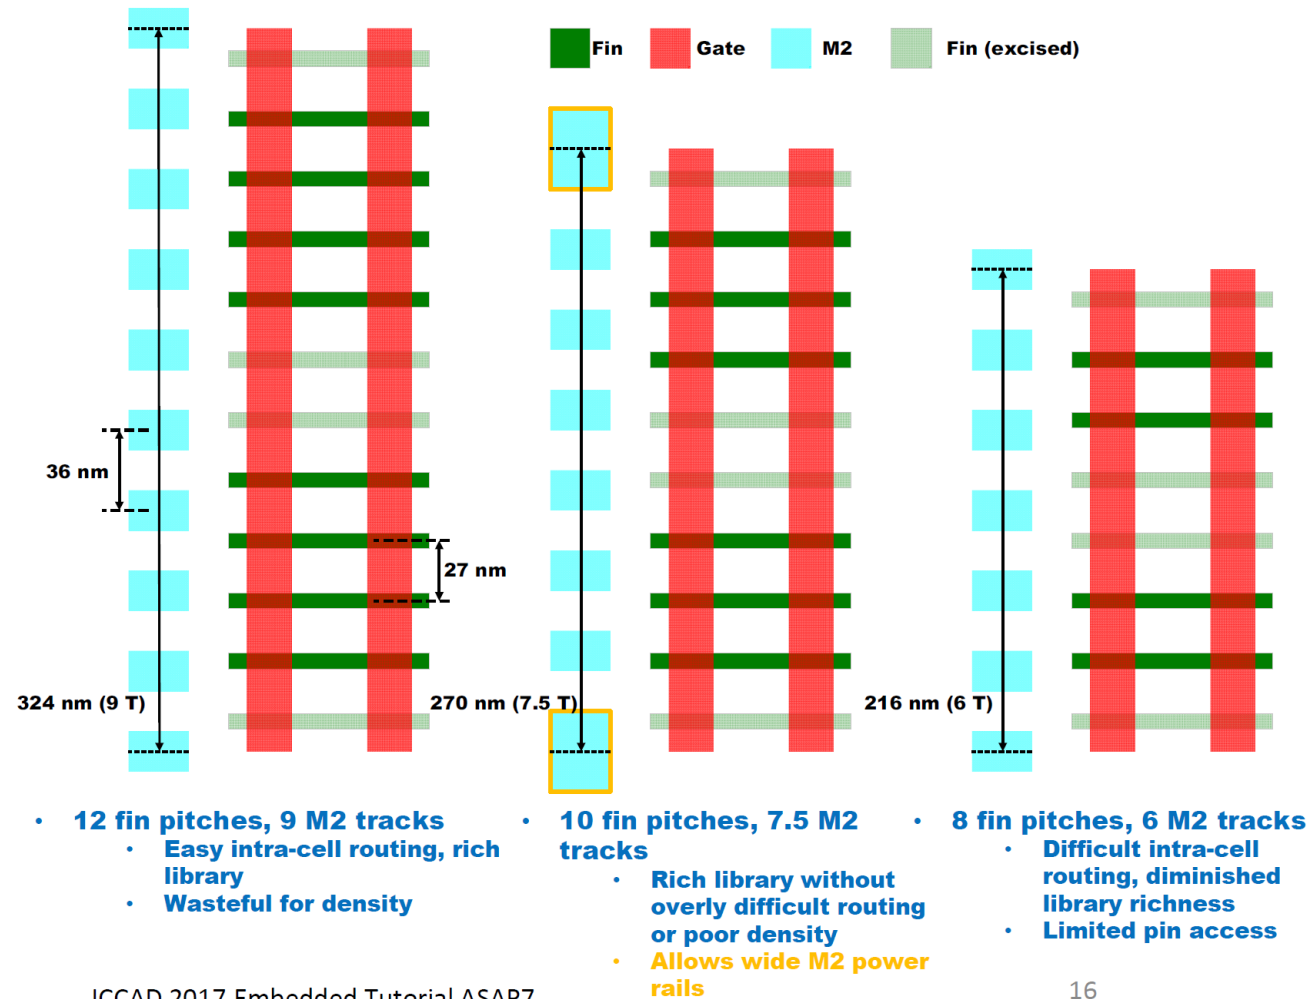 Fin Gate M2 Fin (excised)
36 nm
27 nm
324 nm (9 T)
270 nm (7.5 T)
216 nm (6 T)
• 12 fin pitches, 9 M2 tracks
• Easy intra-cell routing, rich
library
• Wasteful for density
• 10 fin pitches, 7.5 M2
tracks
• Rich library without
overly difficult routing
or poor density
• Allows wide M2 power
rails
• 8 fin pitches, 6 M2 tracks
• Difficult intra-cell
routing, diminished
library richness
• Limited pin access
ICCAD 2017 Embedded Tutorial ASAP7
16